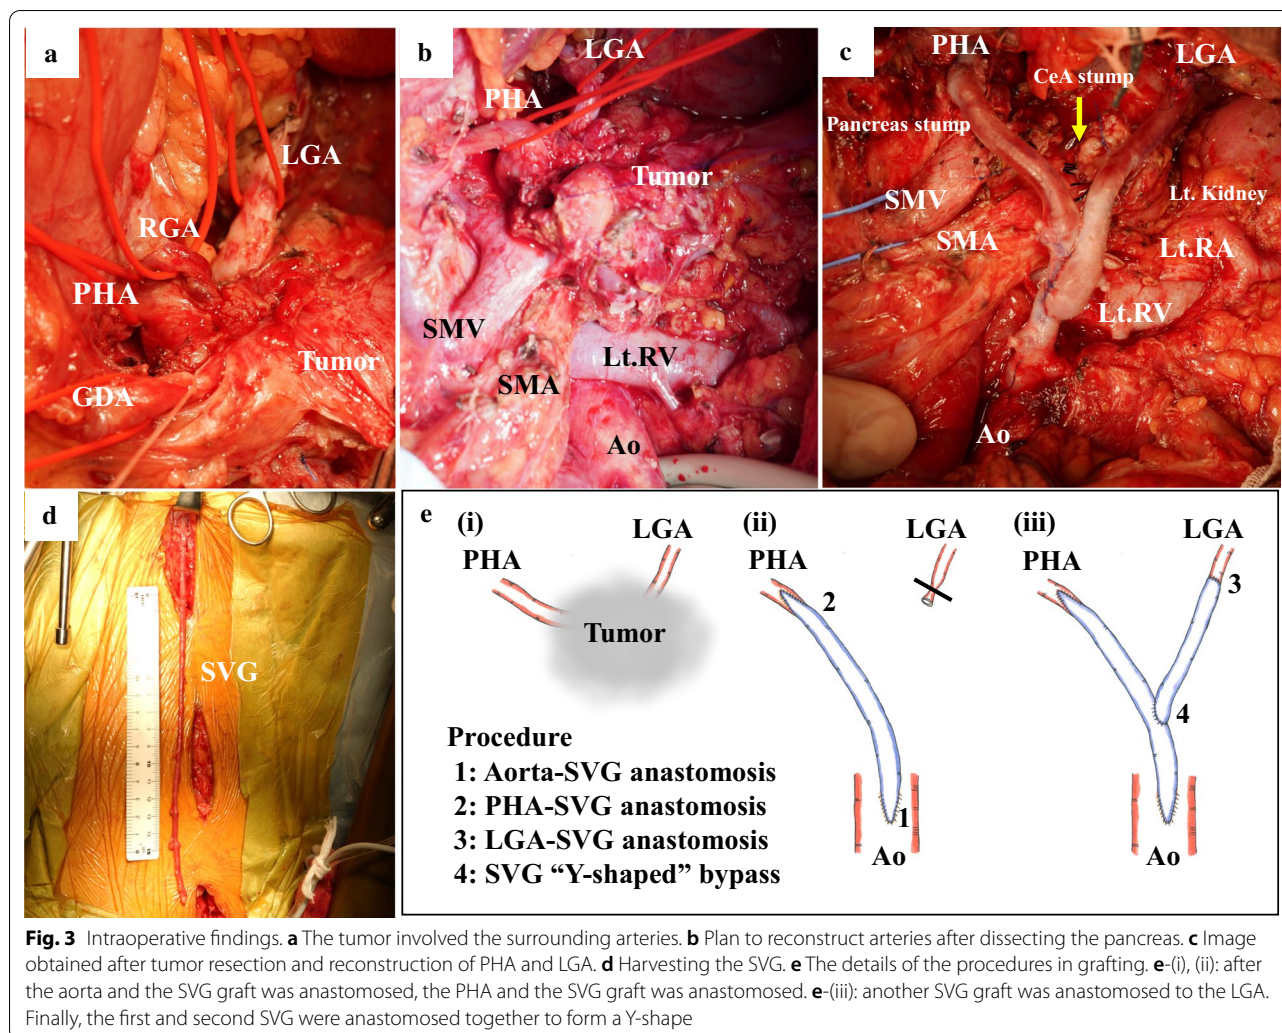 a
LGA
RGA
PHA
Tumor
GDA
b
LGA
PHA
Tumor
SMV
Lt.RV
SMA
Ao
c
PHA
LGA
CeA stump
Pancreas stump
Lt. Kidney
SMV
SMA
Lt.RA
Lt.RV
Ao
d
SVG
e
(i)
PHA
LGA
Tumor
(ii)
PHA
LGA
2
1
Ao
(iii)
PHA
LGA
3
4
Ao
Procedure
1: Aorta-SVG anastomosis
2: PHA-SVG anastomosis
3: LGA-SVG anastomosis
4: SVG “Y-shaped” bypass
Fig. 3 Intraoperative findings. a The tumor involved the surrounding arteries. b Plan to reconstruct arteries after dissecting the pancreas. c Image
obtained after tumor resection and reconstruction of PHA and LGA. d Harvesting the SVG. e The details of the procedures in grafting. e-(i), (ii): after
the aorta and the SVG graft was anastomosed, the PHA and the SVG graft was anastomosed. e-(iii): another SVG graft was anastomosed to the LGA.
Finally, the first and second SVG were anastomosed together to form a Y-shape